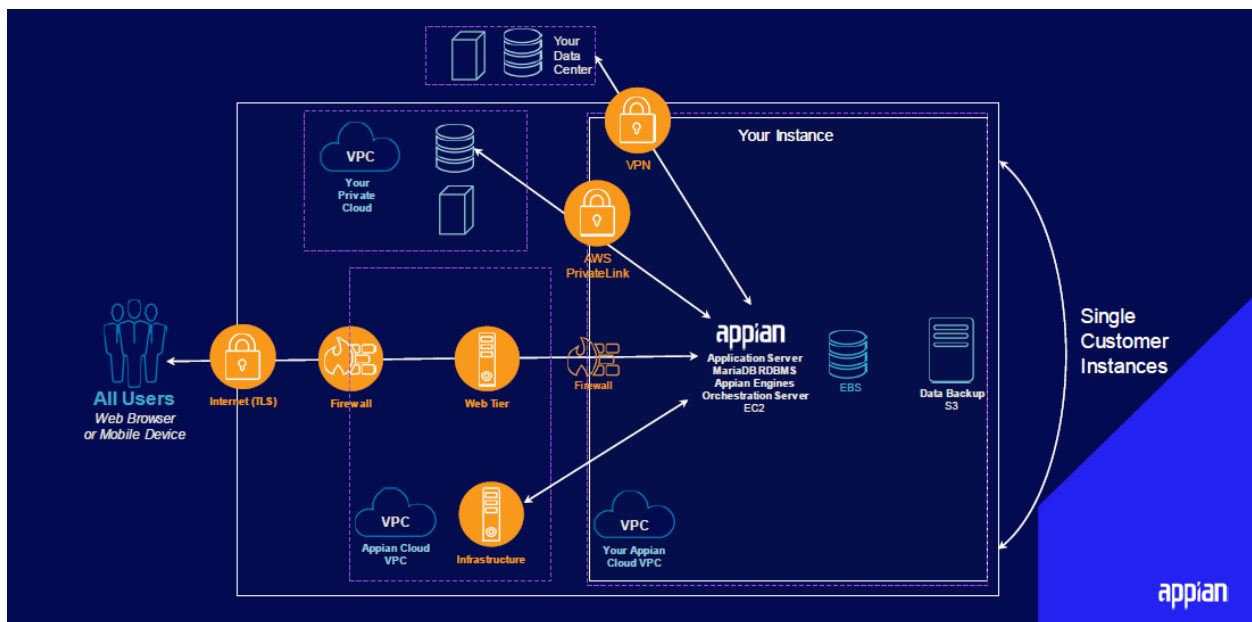 Your
Data
Center
VPN
Your Instance
VPC
Your
Private
Cloud
AWS
PrivateLink
All Users
Web Browser
or Mobile Device
Internet (TLS)
Firewall
Web Tier
Firewall
appian
Application Server
MariaDB RDBMS
Appian Engines
Orchestration Server
EC2
EBS
Data Backup
S3
Single
Customer
Instances
VPC
Appian Cloud
VPC
Infrastructure
VPC
Your Appian
Cloud VPC
appian